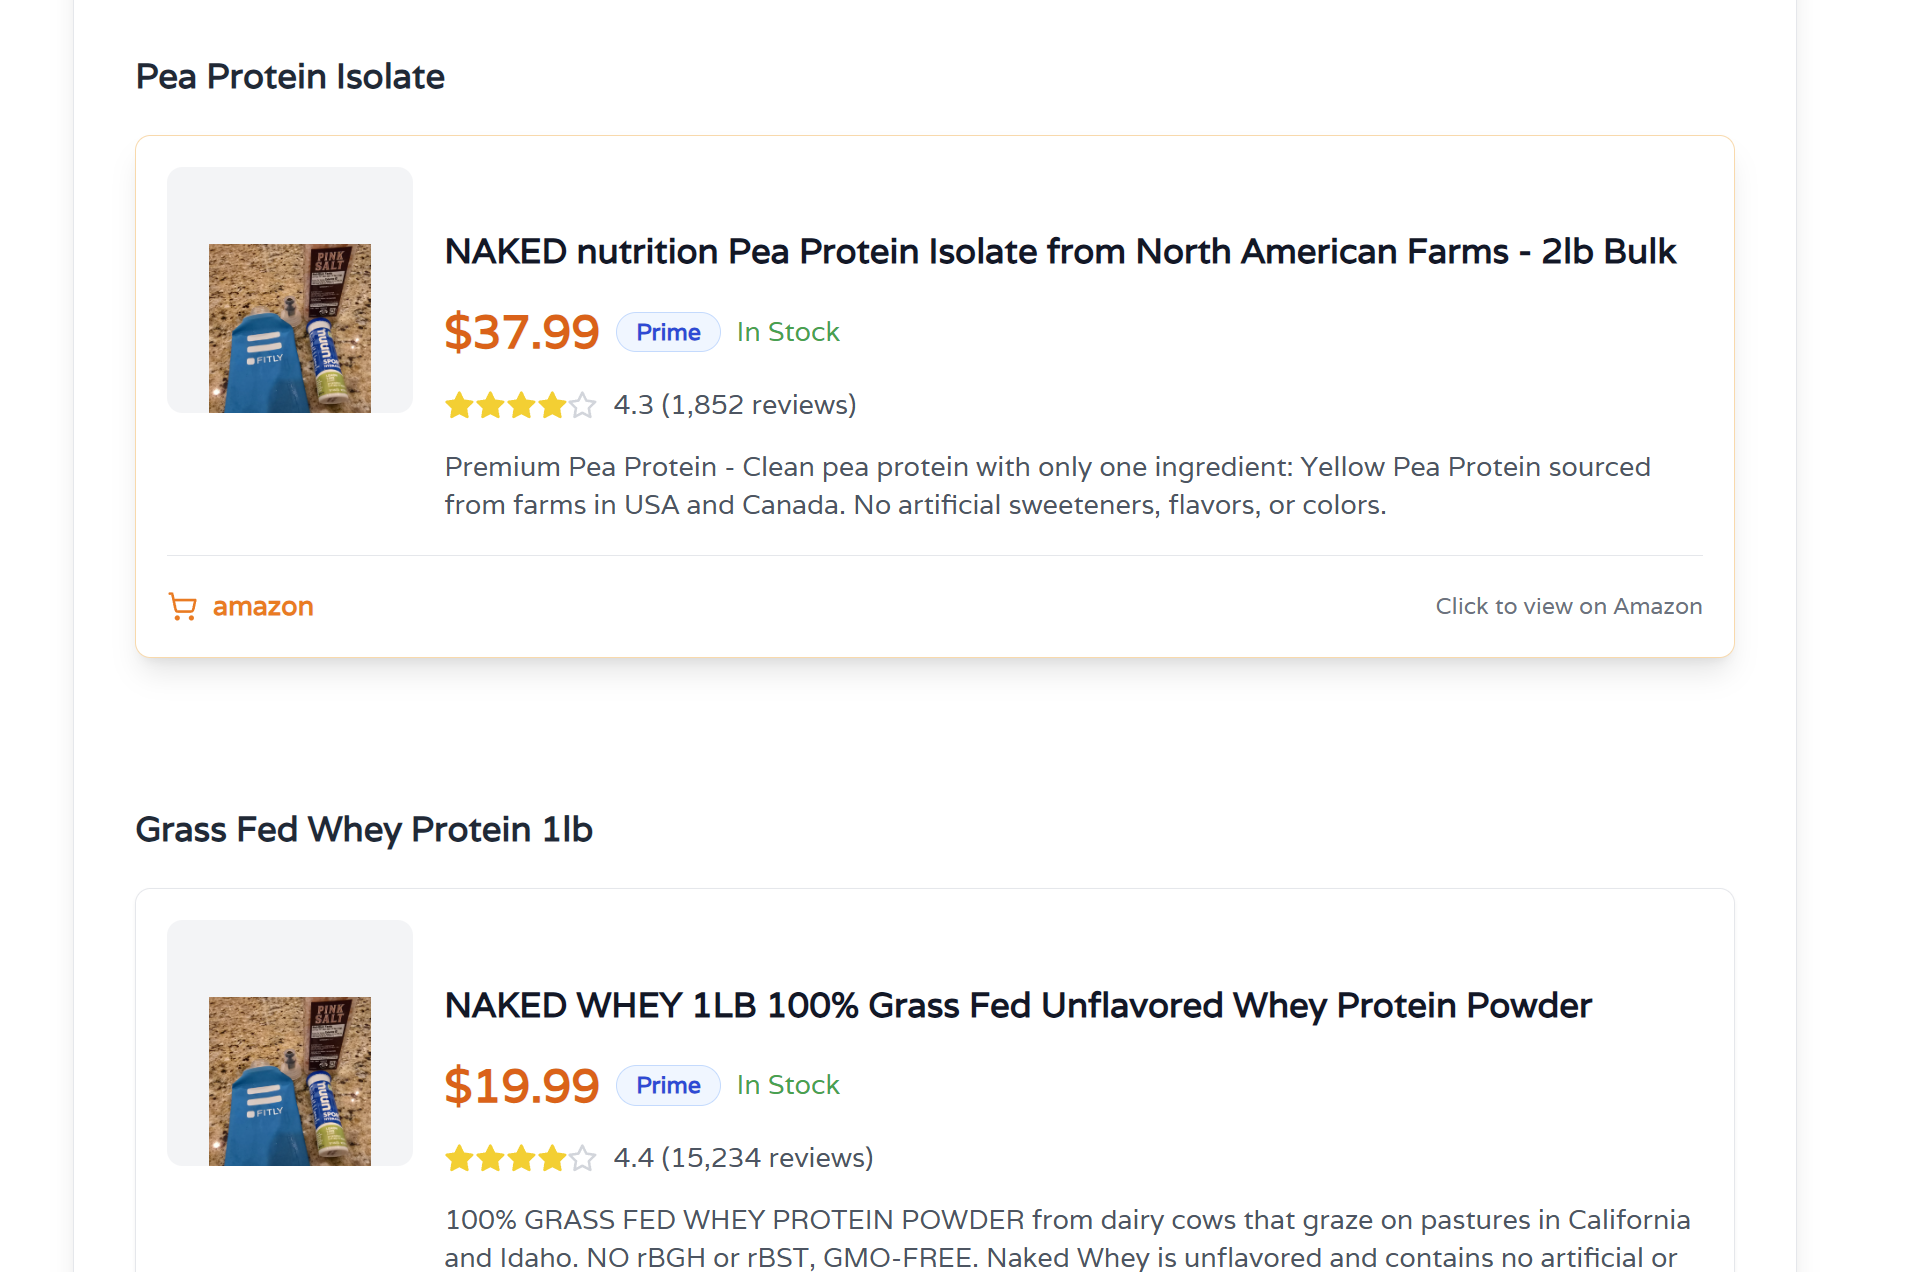 Pea Protein Isolate
PINK
SALT
FITLY
nuun
SPORT
NAKED nutrition Pea Protein Isolate from North American Farms - 2lb Bulk
$37.99 Prime In Stock
4.3 (1,852 reviews)
Premium Pea Protein - Clean pea protein with only one ingredient: Yellow Pea Protein sourced
from farms in USA and Canada. No artificial sweeteners, flavors, or colors.
amazon
Click to view on Amazon
Grass Fed Whey Protein 1lb
PINK
SALT
FITLY
nuun
SPORT
NAKED WHEY 1LB 100% Grass Fed Unflavored Whey Protein Powder
$19.99 Prime In Stock
4.4 (15,234 reviews)
100% GRASS FED WHEY PROTEIN POWDER from dairy cows that graze on pastures in California
and Idaho. NO rBGH or rBST, GMO-FREE. Naked Whey is unflavored and contains no artificial or